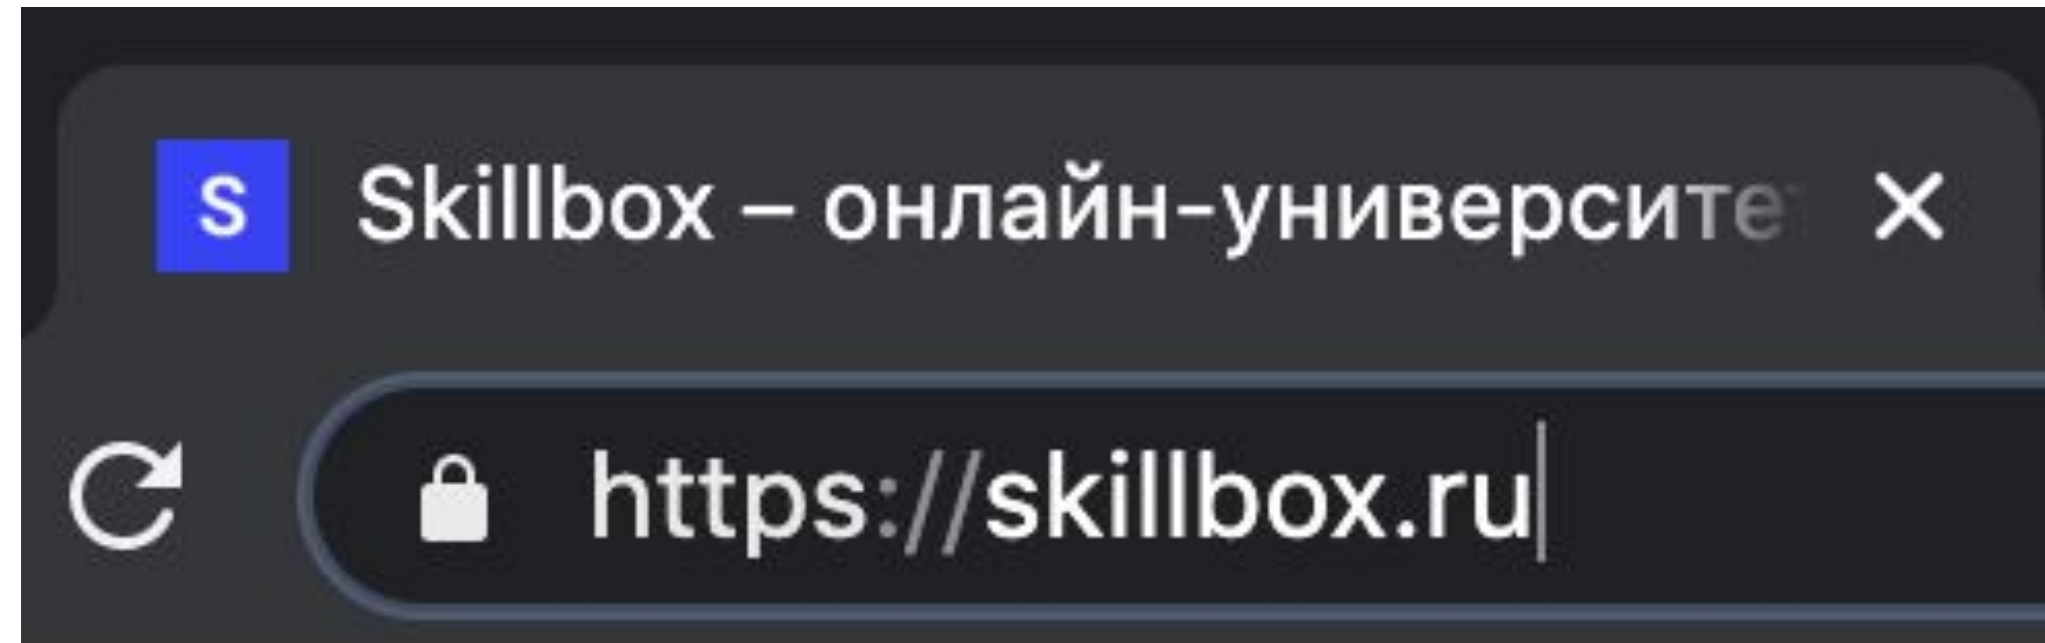 S Skillbox – онлайн-университе
https://skillbox.ru